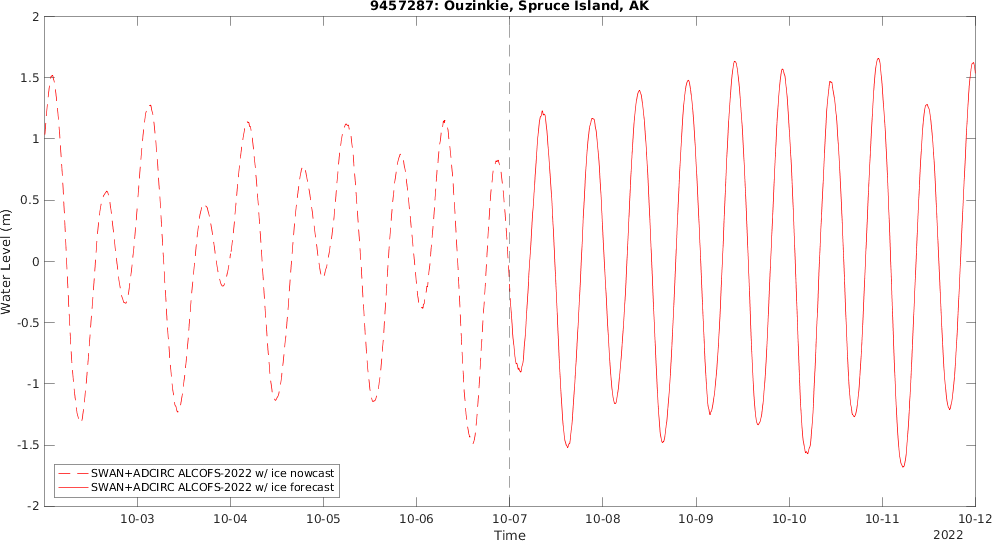 9457287: Ouzinkie, Spruce Island, AK
2
1.5
1
0.5
0
-0.5
-1
-1.5
-2
Water Level (m)
SWAN+ADCIRC ALCOFS-2022 w/ ice nowcast
SWAN+ADCIRC ALCOFS-2022 w/ ice forecast
10-03 10-04 10-05 10-06 10-07 10-08 10-09 10-10 10-11 10-12
Time
2022